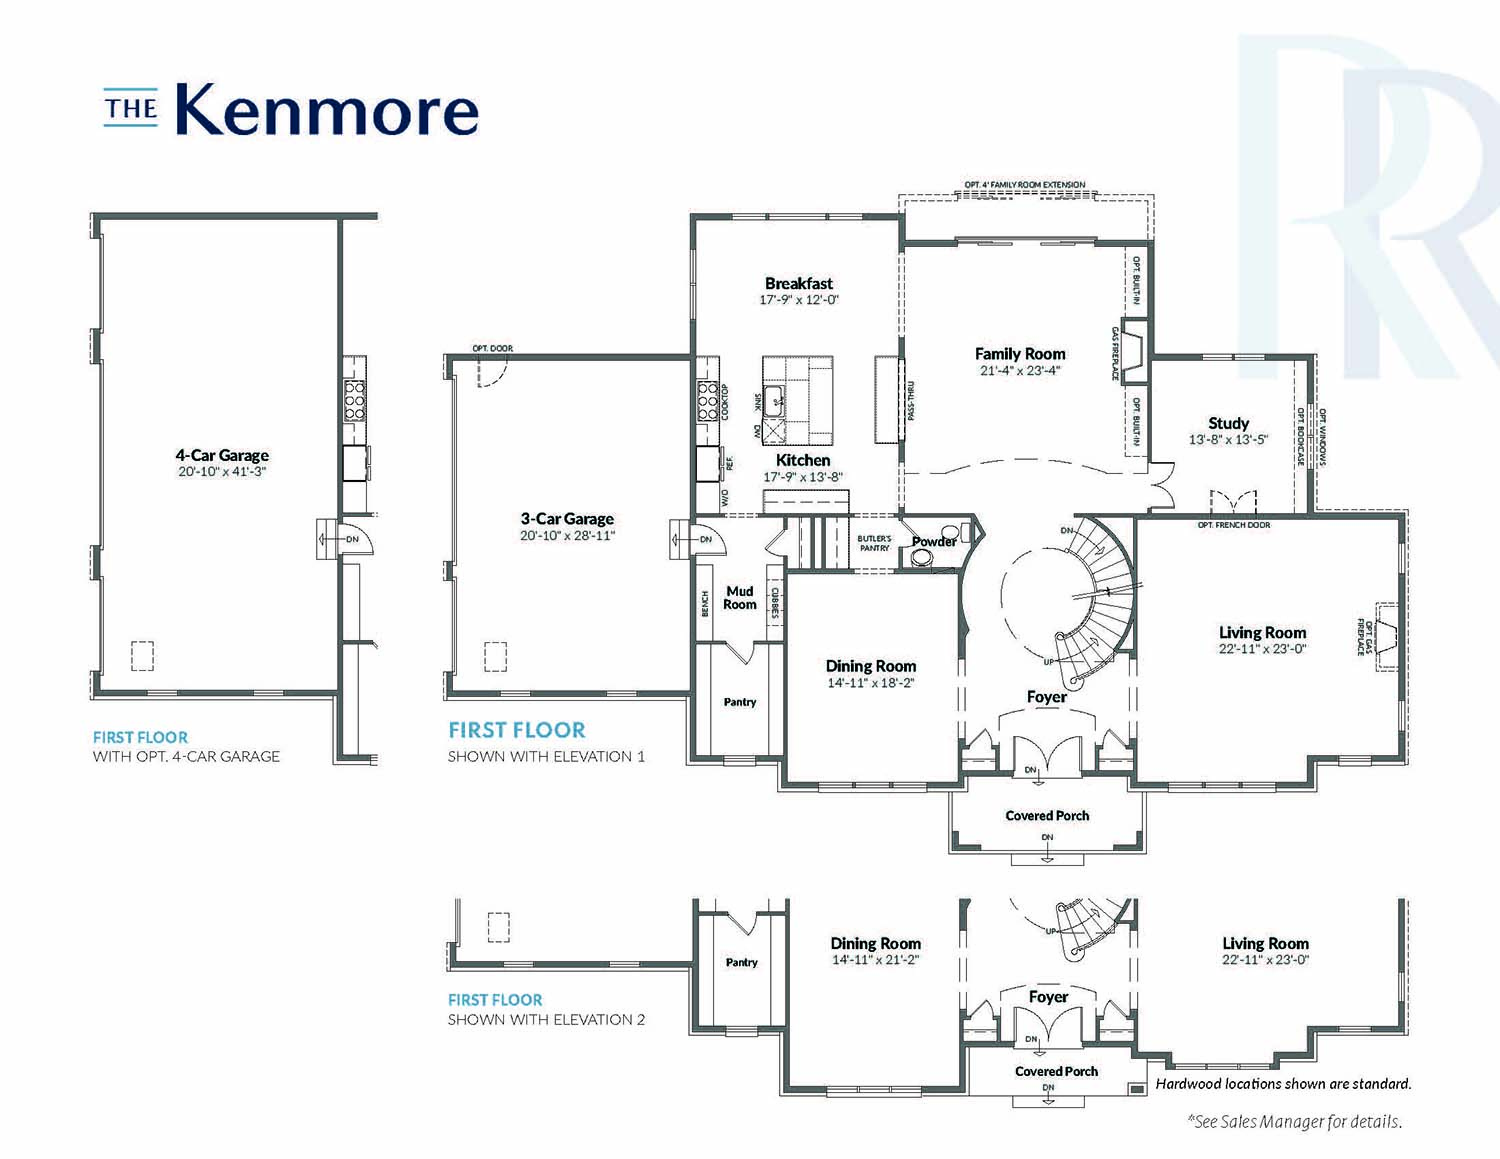 THE Kenmore
RR
OPT. 4' FAMILY ROOM EXTENSION
Breakfast
17'-9" x 12'-0"
OPT. BUILT-IN
GAS FIREPLACE
Family Room
21'-4" x 23'-4"
OPT. DOOR
COOKTOP
SINK
DW
PASS-THRU
OPT. BUILT-IN
Study
13'-8" x 13'-5"
OPT. BOOKCASE
OPT. WINDOWS
4-Car Garage
20'-10" x 41'-3"
Kitchen
17'-9" x 13'-8"
REF.
W/O
3-Car Garage
20'-10" x 28'-11"
OPT. FRENCH DOOR
DN
DN
DN
BUTLER'S
PANTRY
Powder
Mud
Room
BENCH
CUBBIES
Living Room
22'-11" x 23'-0"
OPT. GAS
FIREPLACE
Dining Room
14'-11" x 18'-2"
UP
Foyer
Pantry
FIRST FLOOR
WITH OPT. 4-CAR GARAGE
FIRST FLOOR
SHOWN WITH ELEVATION 1
DN
Covered Porch
DN
Dining Room
14'-11" x 21'-2"
UP
Living Room
22'-11" x 23'-0"
Pantry
FIRST FLOOR
SHOWN WITH ELEVATION 2
Foyer
DN
Covered Porch
DN
Hardwood locations shown are standard.
*See Sales Manager for details.